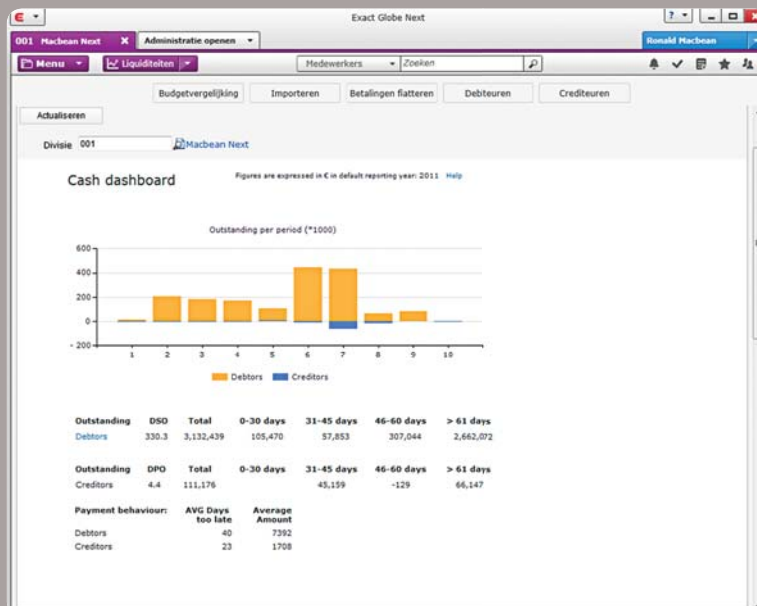 Exact Globe Next
001 Macbean Next X Administratie openen
Ronald Macbean
Menu Liquiditeiten Medewerkers Zoeken
Budgetvergelijking Importeren Betalingen fiatteren Debiteuren Crediteuren
Actualiseren
Divisie 001 Macbean Next
Cash dashboard Figures are expressed in € in default reporting year: 2011 Help
Outstanding per period (*1000)
600
400
200
0
- 200
1 2 3 4 5 6 7 8 9 10
Debtors Creditors
Outstanding DSO Total 0-30 days 31-45 days 46-60 days > 61 days
Debtors 330.3 3,132,439 105,470 57,853 307,044 2,662,072
Outstanding DPO Total 0-30 days 31-45 days 46-60 days > 61 days
Creditors 4.4 111,176 45,159 -129 66,147
Payment behaviour: AVG Days too late Average Amount
Debtors 40 7392
Creditors 23 1708